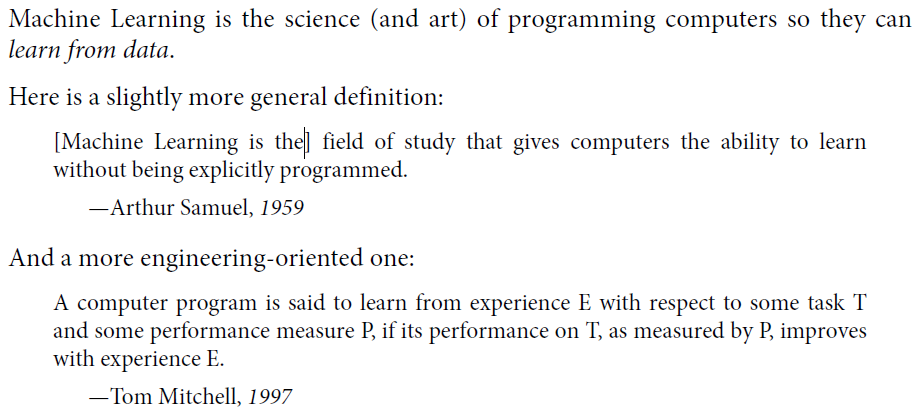 Machine Learning is the science (and art) of programming computers so they can
learn from data.
Here is a slightly more general definition:
[Machine Learning is the] field of study that gives computers the ability to learn
without being explicitly programmed.
—Arthur Samuel, 1959
And a more engineering-oriented one:
A computer program is said to learn from experience E with respect to some task T
and some performance measure P, if its performance on T, as measured by P, improves
with experience E.
—Tom Mitchell, 1997